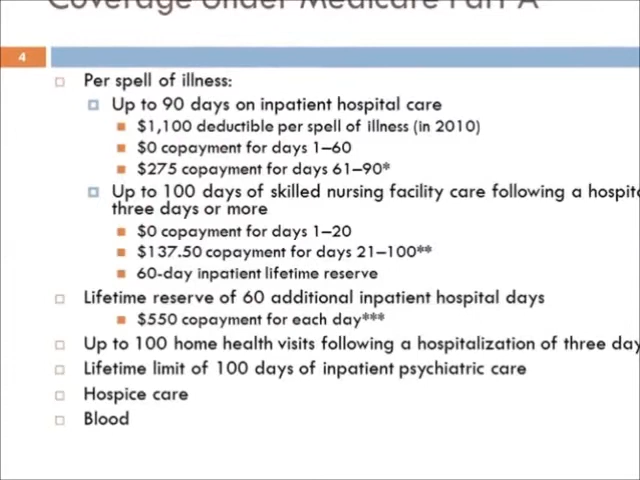 Coverage Under Medicare Part A
4
Per spell of illness:
Up to 90 days on inpatient hospital care
$1,100 deductible per spell of illness (in 2010)
$0 copayment for days 1–60
$275 copayment for days 61–90*
Up to 100 days of skilled nursing facility care following a
three days or more
$0 copayment for days 1–20
$137.50 copayment for days 21–100**
60-day inpatient lifetime reserve
Lifetime reserve of 60 additional inpatient hospital days
$550 copayment for each day***
Up to 100 home health visits following a hospitalization of three
Lifetime limit of 100 days of inpatient psychiatric care
Hospice care
Blood